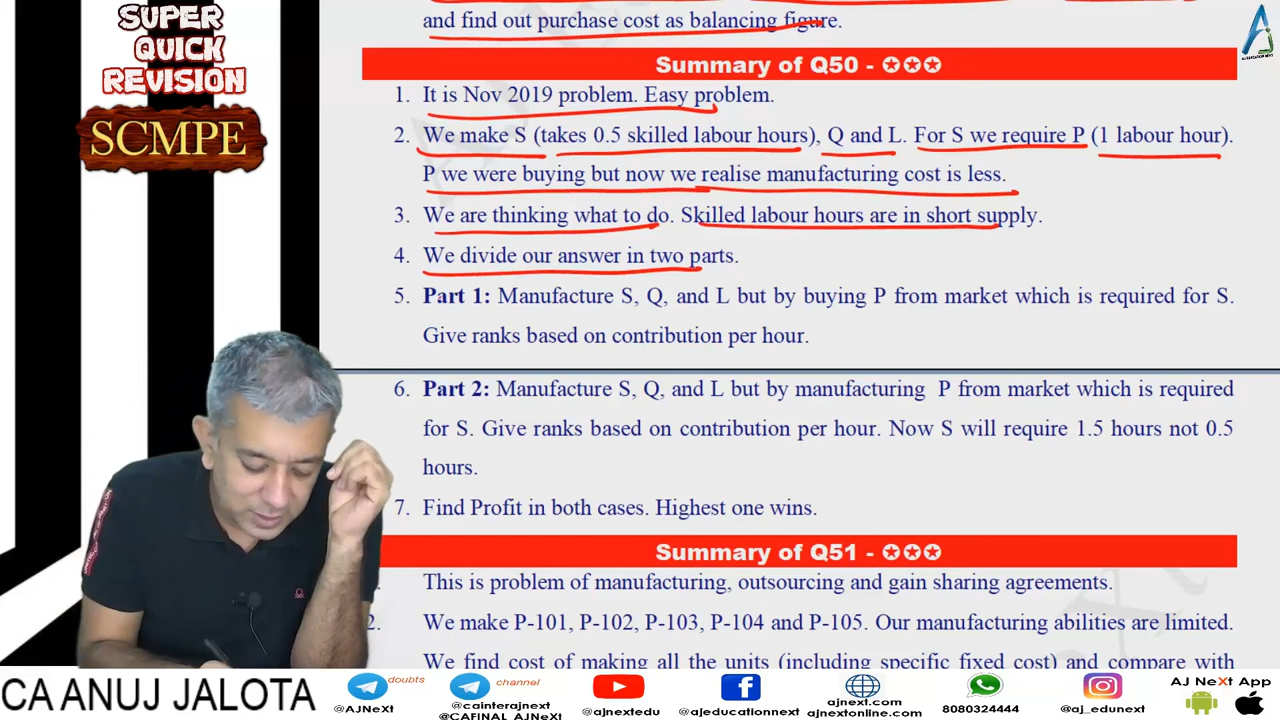 SUPER
QUICK
REVISION
SCMPE
and find out purchase cost as balancing figure.
Summary of Q50 - ✪✪✪
1. It is Nov 2019 problem. Easy problem.
2. We make S (takes 0.5 skilled labour hours), Q and L. For S we require P (1 labour hour).
P we were buying but now we realise manufacturing cost is less.
3. We are thinking what to do. Skilled labour hours are in short supply.
4. We divide our answer in two parts.
5. Part 1: Manufacture S, Q, and L but by buying P from market which is required for S.
Give ranks based on contribution per hour.
6. Part 2: Manufacture S, Q, and L but by manufacturing P from market which is required
for S. Give ranks based on contribution per hour. Now S will require 1.5 hours not 0.5
hours.
7. Find Profit in both cases. Highest one wins.
Summary of Q51 - ✪✪✪
This is problem of manufacturing, outsourcing and gain sharing agreements.
2. We make P-101, P-102, P-103, P-104 and P-105. Our manufacturing abilities are limited.
We find cost of making all the units (including specific fixed cost) and compare with
CA ANUJ JALOTA
doubts
@AJNeXt
channel
@cainterajnext
@CAFINAL_AJNeXt
@ajnextedu
@ajeducationnext
ajnext.com
ajnextonline.com
8080324444
@aj_edunext
AJ NeXt App